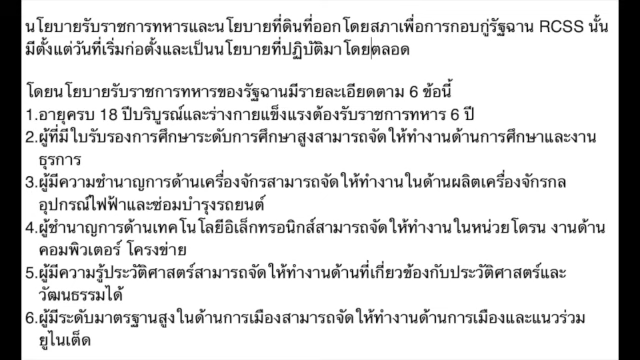 นโยบายรับราชการทหารและนโยบายที่ดินที่ออกโดยสภาเพื่อการกอบกู่รัฐฉาน RCSS นั้น
มีตั้งแต่วันที่เริ่มก่อตั้งและเป็นนโยบายที่ปฏิบัติมาโดยตลอด
โดยนโยบายรับราชการทหารของรัฐฉานมีรายละเอียดตาม 6 ข้อนี้
1.อายุครบ 18 ปีบริบูรณ์และร่างกายแข็งแรงต้องรับราชการทหาร 6 ปี
2.ผู้ที่มีใบรับรองการศึกษาระดับการศึกษาสูงสามารถจัดให้ทำงานด้านการศึกษาและงาน
ธุรการ
3.ผู้มีความชำนาญการด้านเครื่องจักรสามารถจัดให้ทำงานในด้านผลิตเครื่องจักรกล
อุปกรณ์ไฟฟ้าและซ่อมบำรุงรถยนต์
4.ผู้ชำนาญการด้านเทคโนโลยีอิเล็กทรอนิกส์สามารถจัดให้ทำงานในหน่วยโดรน งานด้าน
คอมพิวเตอร์ โครงข่าย
5.ผู้มีความรู้ประวัติศาสตร์สามารถจัดให้ทำงานด้านที่เกี่ยวข้องกับประวัติศาสตร์และ
วัฒนธรรมได้
6.ผู้มีระดับมาตรฐานสูงในด้านการเมืองสามารถจัดให้ทำงานด้านการเมืองและแนวร่วม
ยูไนเต็ด